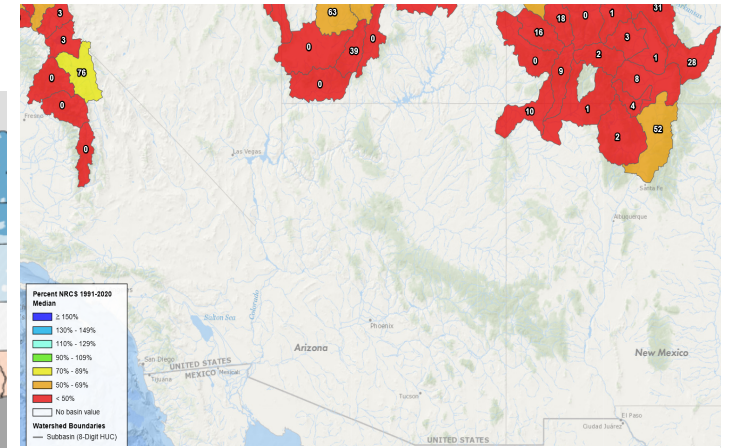 3
3
0
76
0
0
63
0
39
0
0
18
0
1
31
16
3
2
1
28
0
9
8
10
1
4
2
52
Fresno
Las Vegas
Santa Fe
Albuquerque
Colorado
Salton Sea
Phoenix
Arizona
New Mexico
San Diego
Tijuana
UNITED STATES
MEXICO
Mexicali
Tucson
El Paso
Ciudad Juárez
UNITED STATES
Percent NRCS 1991-2020
Median
≥ 150%
130% - 149%
110% - 129%
90% - 109%
70% - 89%
50% - 69%
< 50%
No basin value
Watershed Boundaries
Subbasin (8-Digit HUC)